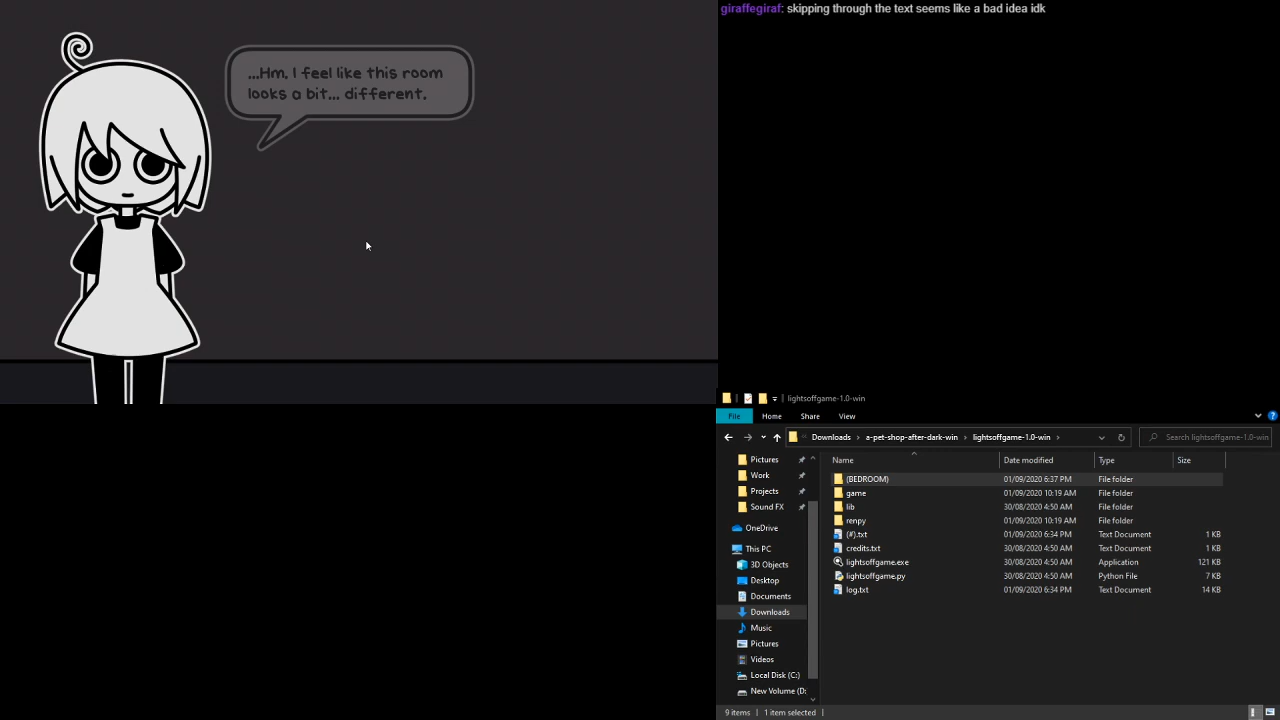 giraffegiraf: skipping through the text seems like a bad idea idk
...Hm. I feel like this room
looks a bit... different.
lightsoffgame-1.0-win
File Home Share View
Downloads › a-pet-shop-after-dark-win › lightsoffgame-1.0-win ›
Search lightsoffgame-1.0-win
Name Date modified Type Size
Pictures
Work
Projects
Sound FX
OneDrive
This PC
3D Objects
Desktop
Documents
Downloads
Music
Pictures
Videos
Local Disk (C:)
New Volume (D:
(BEDROOM) 01/09/2020 6:37 PM File folder
game 01/09/2020 10:19 AM File folder
lib 30/08/2020 4:50 AM File folder
renpy 01/09/2020 10:19 AM File folder
(#).txt 01/09/2020 6:34 PM Text Document 1 KB
credits.txt 30/08/2020 4:50 AM Text Document 1 KB
lightsoffgame.exe 30/08/2020 4:50 AM Application 121 KB
lightsoffgame.py 30/08/2020 4:50 AM Python File 7 KB
log.txt 01/09/2020 6:34 PM Text Document 14 KB
9 items 1 item selected